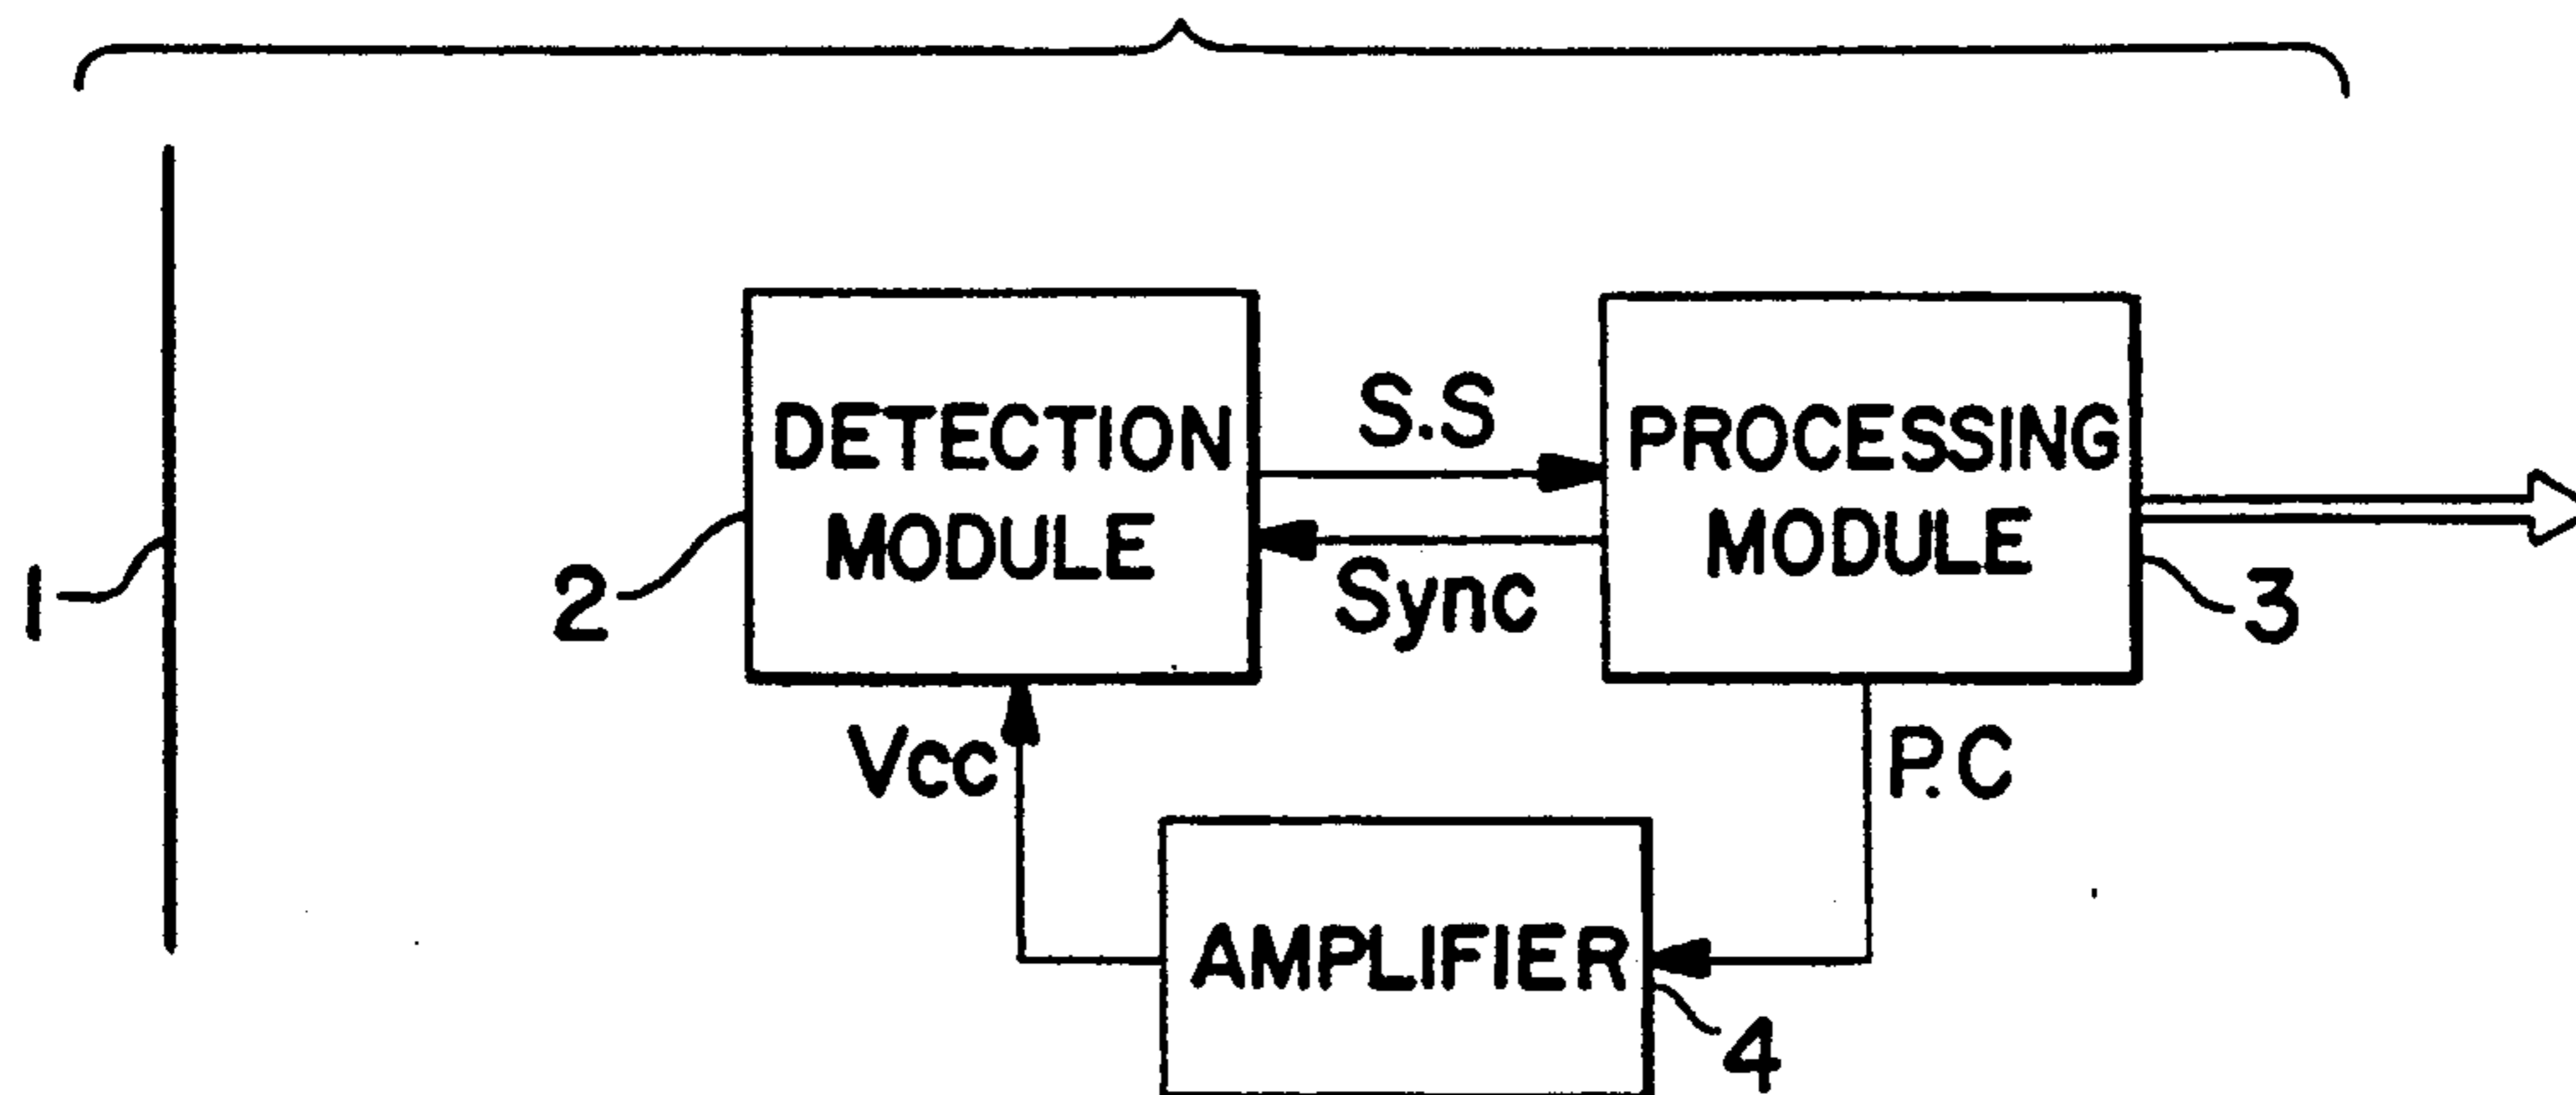 DETECTION
MODULE
S.S
Sync
PROCESSING
MODULE
1
2
3
Vcc
P.C
AMPLIFIER
4